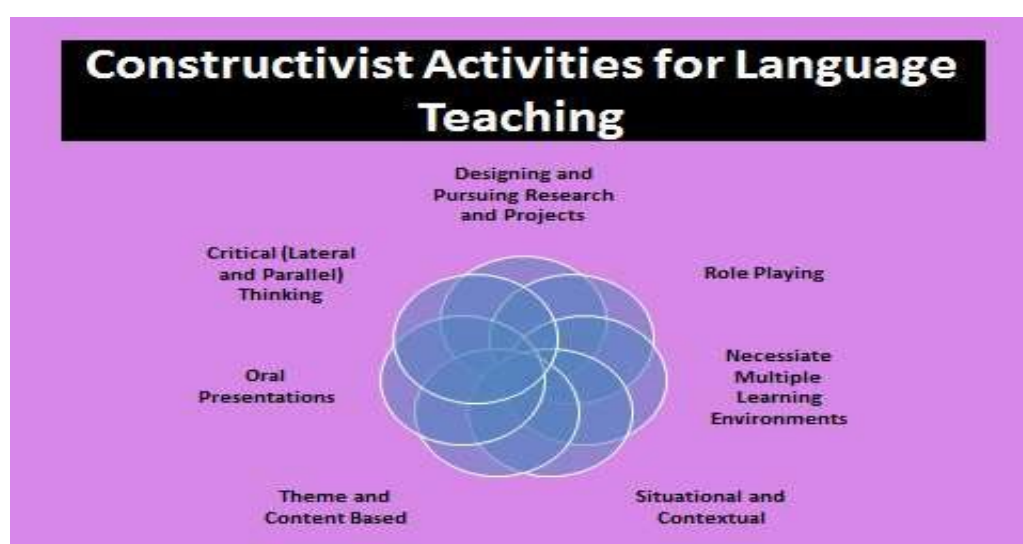 Constructivist Activities for Language
Teaching
Designing and
Pursuing Research
and Projects
Role Playing
Necessiate
Multiple
Learning
Environments
Situational and
Contextual
Theme and
Content Based
Oral
Presentations
Critical (Lateral
and Parallel)
Thinking